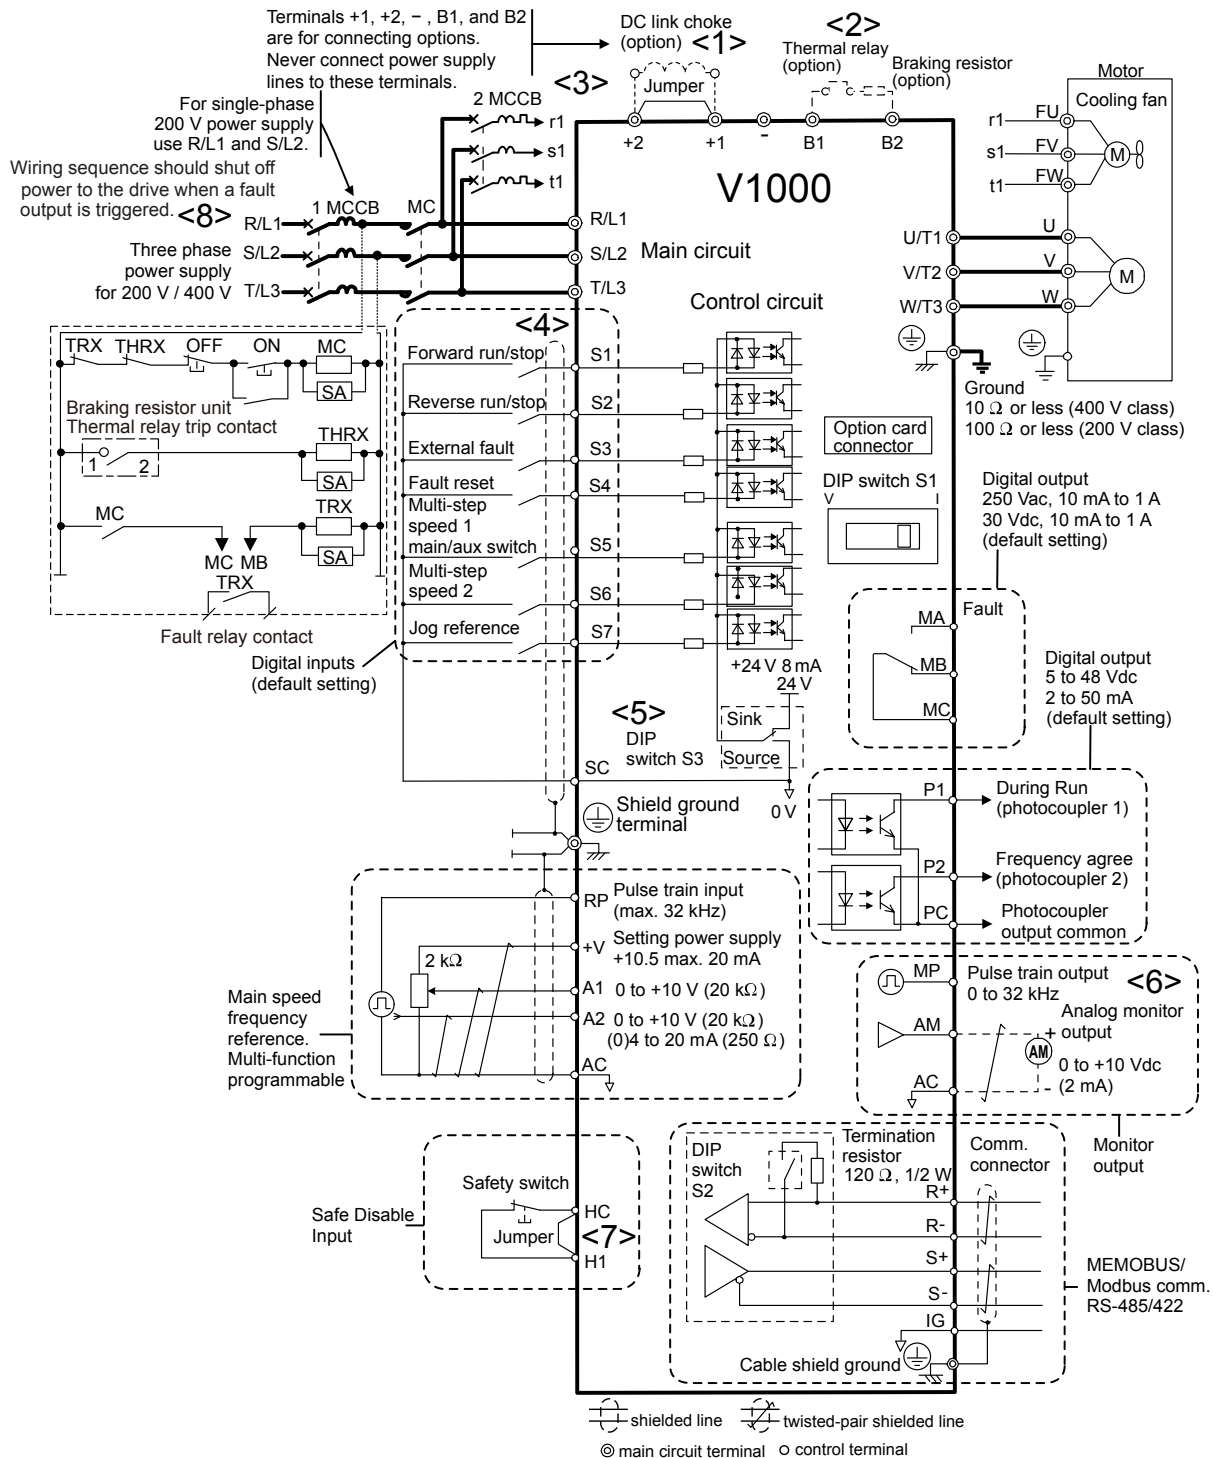 Terminals +1, +2, − , B1, and B2
are for connecting options.
Never connect power supply
lines to these terminals.
DC link choke
(option) <1>
Jumper
<2>
Thermal relay
(option)
Braking resistor
(option)
<3>
2 MCCB
r1
s1
t1
+2
+1
-
B1
B2
For single-phase
200 V power supply
use R/L1 and S/L2.
Wiring sequence should shut off
power to the drive when a fault
output is triggered. <8>
1 MCCB
MC
R/L1
S/L2
T/L3
Three phase
power supply
for 200 V / 400 V
R/L1
S/L2
T/L3
V1000
Main circuit
Control circuit
Motor
Cooling fan
r1
FU
s1
FV
t1
FW
M
U/T1
U
V/T2
V
W/T3
W
M
Ground
10 Ω or less (400 V class)
100 Ω or less (200 V class)
TRX
THRX
OFF
ON
MC
SA
Braking resistor unit
Thermal relay trip contact
1
2
THRX
SA
MC
TRX
SA
MC MB
TRX
Fault relay contact
<4>
Forward run/stop
S1
Reverse run/stop
S2
External fault
S3
Fault reset
S4
Multi-step
speed 1
main/aux switch
S5
Multi-step
speed 2
S6
Jog reference
S7
Digital inputs
(default setting)
Option card
connector
DIP switch S1
V
I
+24 V 8 mA
24 V
<5>
DIP
switch S3
Sink
Source
0 V
SC
Shield ground
terminal
Digital output
250 Vac, 10 mA to 1 A
30 Vdc, 10 mA to 1 A
(default setting)
Fault
MA
MB
MC
Digital output
5 to 48 Vdc
2 to 50 mA
(default setting)
P1
During Run
(photocoupler 1)
P2
Frequency agree
(photocoupler 2)
PC
Photocoupler
output common
Main speed
frequency
reference.
Multi-function
programmable
2 kΩ
RP
Pulse train input
(max. 32 kHz)
+V
Setting power supply
+10.5 max. 20 mA
A1
0 to +10 V (20 kΩ)
A2
0 to +10 V (20 kΩ)
(0)4 to 20 mA (250 Ω)
AC
MP
Pulse train output
0 to 32 kHz
<6>
AM
+
Analog monitor
output
AM
0 to +10 Vdc
(2 mA)
AC
-
Monitor
output
Safe Disable
Input
Safety switch
Jumper
HC
<7>
H1
DIP
switch
S2
Termination
resistor
120 Ω, 1/2 W
Comm.
connector
R+
R-
S+
S-
IG
Cable shield ground
MEMOBUS/
Modbus comm.
RS-485/422
shielded line
twisted-pair shielded line
main circuit terminal
control terminal